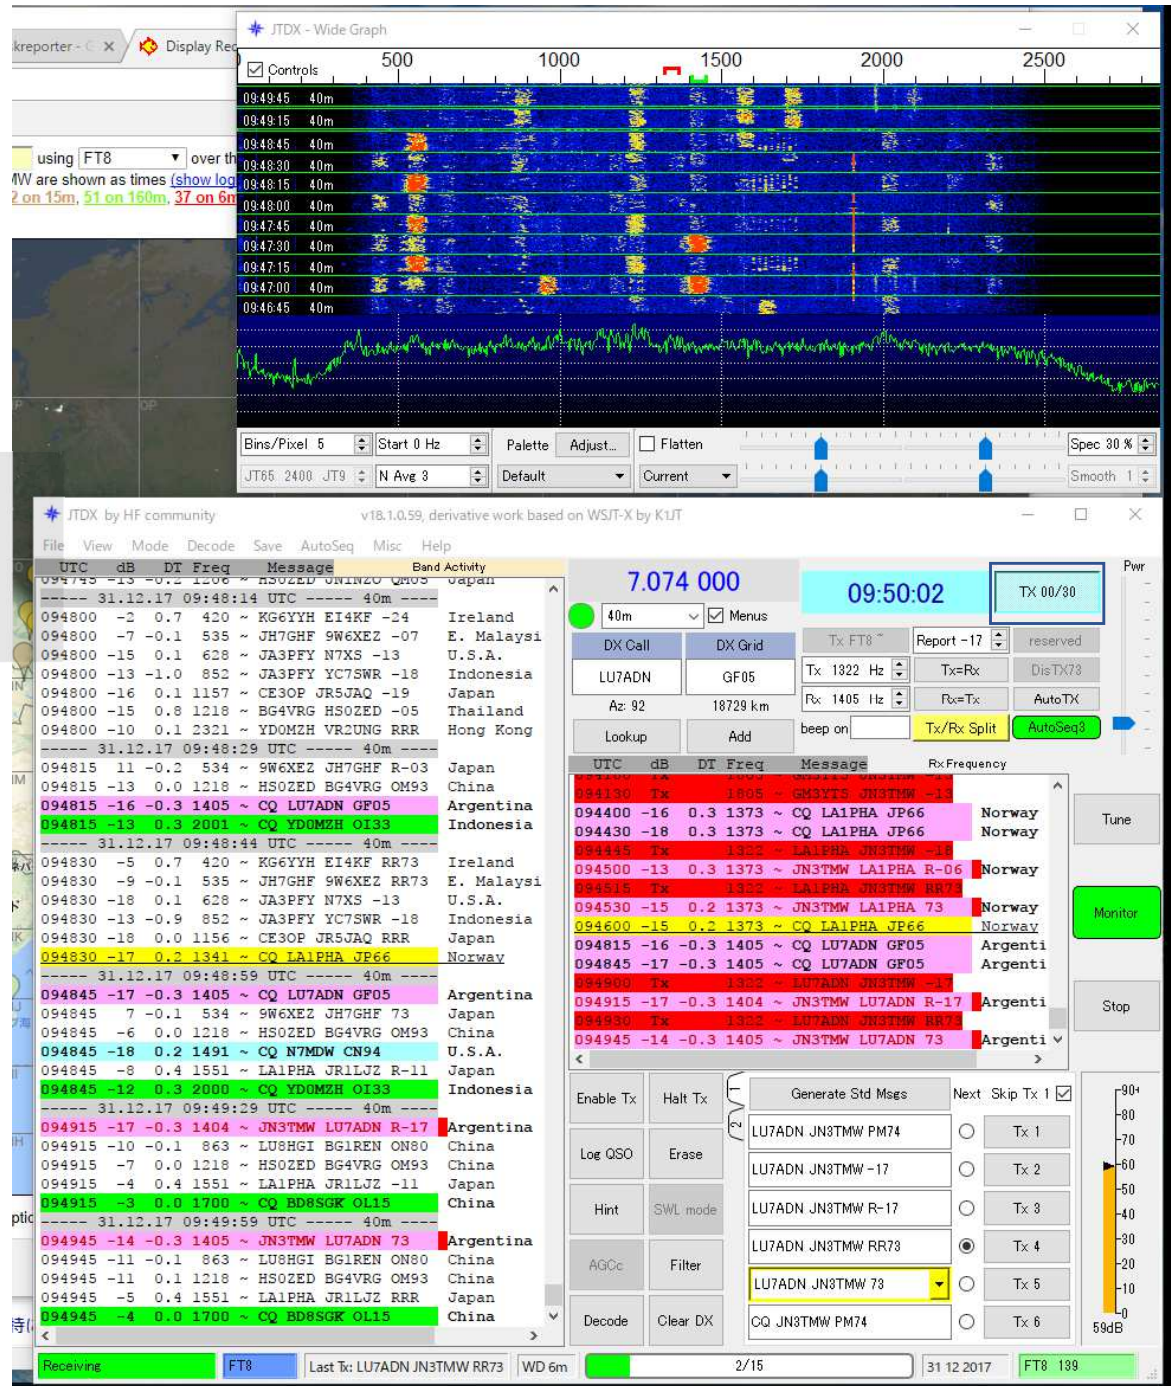 JTDX - Wide Graph
skreporter - G
Display Rec
Controls
500 1000 1500 2000 2500
09:49:45 40m
09:49:15 40m
09:48:45 40m
09:48:30 40m
09:48:15 40m
09:48:00 40m
09:47:45 40m
09:47:30 40m
09:47:15 40m
09:47:00 40m
09:46:45 40m
using FT8 over th
MW are shown as times (show log
2 on 15m, 51 on 160m, 37 on 6m
OP
Bins/Pixel 5 Start 0 Hz Palette Adjust... Flatten Spec 30 %
JT65 2400 JT9 N Avg 3 Default Current Smooth 1
JTDX by HF community v18.1.0.59, derivative work based on WSJT-X by K1JT
File View Mode Decode Save AutoSeq Misc Help
UTC dB DT Freq Message Band Activity
094745 -13 -0.2 1206 ~ HS0ZED JN1NZO QM05 Japan
----- 31.12.17 09:48:14 UTC ----- 40m ----
094800 -2 0.7 420 ~ KG6YYH EI4KF -24 Ireland
094800 -7 -0.1 535 ~ JH7GHF 9W6XEZ -07 E. Malaysi
094800 -15 0.1 628 ~ JA3PFY N7XS -13 U.S.A.
094800 -13 -1.0 852 ~ JA3PFY YC7SWR -18 Indonesia
094800 -16 0.1 1157 ~ CE3OP JR5JAQ -19 Japan
094800 -15 0.8 1218 ~ BG4VRG HS0ZED -05 Thailand
094800 -10 0.1 2321 ~ YD0MZH VR2UNG RRR Hong Kong
----- 31.12.17 09:48:29 UTC ----- 40m ----
094815 11 -0.2 534 ~ 9W6XEZ JH7GHF R-03 Japan
094815 -13 0.0 1218 ~ HS0ZED BG4VRG OM93 China
094815 -16 -0.3 1405 ~ CQ LU7ADN GF05 Argentina
094815 -13 0.3 2001 ~ CQ YD0MZH OI33 Indonesia
----- 31.12.17 09:48:44 UTC ----- 40m ----
094830 -5 0.7 420 ~ KG6YYH EI4KF RR73 Ireland
094830 -9 -0.1 535 ~ JH7GHF 9W6XEZ RR73 E. Malaysi
094830 -18 0.1 628 ~ JA3PFY N7XS -13 U.S.A.
094830 -13 -0.9 852 ~ JA3PFY YC7SWR -18 Indonesia
094830 -18 0.0 1156 ~ CE3OP JR5JAQ RRR Japan
094830 -17 0.2 1341 ~ CQ LA1PHA JP66 Norway
----- 31.12.17 09:48:59 UTC ----- 40m ----
094845 -17 -0.3 1405 ~ CQ LU7ADN GF05 Argentina
094845 7 -0.1 534 ~ 9W6XEZ JH7GHF 73 Japan
094845 -6 0.0 1218 ~ HS0ZED BG4VRG OM93 China
094845 -18 0.2 1491 ~ CQ N7MDW CN94 U.S.A.
094845 -8 0.4 1551 ~ LA1PHA JR1LJZ R-11 Japan
094845 -12 0.3 2000 ~ CQ YD0MZH OI33 Indonesia
----- 31.12.17 09:49:29 UTC ----- 40m ----
094915 -17 -0.3 1404 ~ JN3TMW LU7ADN R-17 Argentina
094915 -10 -0.1 863 ~ LU8HGI BG1REN ON80 China
094915 -7 0.0 1218 ~ HS0ZED BG4VRG OM93 China
094915 -4 0.4 1551 ~ LA1PHA JR1LJZ -11 Japan
094915 -3 0.0 1700 ~ CQ BD8SGK OL15 China
----- 31.12.17 09:49:59 UTC ----- 40m ----
094945 -14 -0.3 1405 ~ JN3TMW LU7ADN 73 Argentina
094945 -11 -0.1 863 ~ LU8HGI BG1REN ON80 China
094945 -11 0.1 1218 ~ HS0ZED BG4VRG OM93 China
094945 -5 0.4 1551 ~ LA1PHA JR1LJZ RRR Japan
094945 -4 0.0 1700 ~ CQ BD8SGK OL15 China
7.074 000
09:50:02
TX 00/30
Pwr
40m Menus
Tx FT8 ~ Report -17 reserved
DX Call DX Grid
Tx 1322 Hz Tx=Rx DisTX73
LU7ADN GF05
Rx 1405 Hz Rx=Tx AutoTX
Az: 92 18729 km
beep on Tx/Rx Split AutoSeq3
Lookup Add
UTC dB DT Freq Message Rx Frequency
094100 Tx 1805 ~ GM3YTS JN3TMW -13
094130 Tx 1805 ~ GM3YTS JN3TMW -13
094400 -16 0.3 1373 ~ CQ LA1PHA JP66 Norway
094430 -18 0.3 1373 ~ CQ LA1PHA JP66 Norway
094445 Tx 1322 ~ LA1PHA JN3TMW -18
094500 -13 0.3 1373 ~ JN3TMW LA1PHA R-06 Norway
094515 Tx 1322 ~ LA1PHA JN3TMW RR73
094530 -15 0.2 1373 ~ JN3TMW LA1PHA 73 Norway
094600 -15 0.2 1373 ~ CQ LA1PHA JP66 Norway
094815 -16 -0.3 1405 ~ CQ LU7ADN GF05 Argenti
094845 -17 -0.3 1405 ~ CQ LU7ADN GF05 Argenti
094900 Tx 1322 ~ LU7ADN JN3TMW -17
094915 -17 -0.3 1404 ~ JN3TMW LU7ADN R-17 Argenti
094930 Tx 1322 ~ LU7ADN JN3TMW RR73
094945 -14 -0.3 1405 ~ JN3TMW LU7ADN 73 Argenti
Tune
Monitor
Stop
Enable Tx Halt Tx
Log QSO Erase
Hint SWL mode
AGCc Filter
Decode Clear DX
1
2
Generate Std Msgs Next Skip Tx 1
LU7ADN JN3TMW PM74 Tx 1
LU7ADN JN3TMW -17 Tx 2
LU7ADN JN3TMW R-17 Tx 3
LU7ADN JN3TMW RR73 Tx 4
LU7ADN JN3TMW 73 Tx 5
CQ JN3TMW PM74 Tx 6
-90+
-80
-70
-60
-50
-40
-30
-20
-10
-0
59dB
Receiving FT8 Last Tx: LU7ADN JN3TMW RR73 WD 6m 2/15 31 12 2017 FT8 139